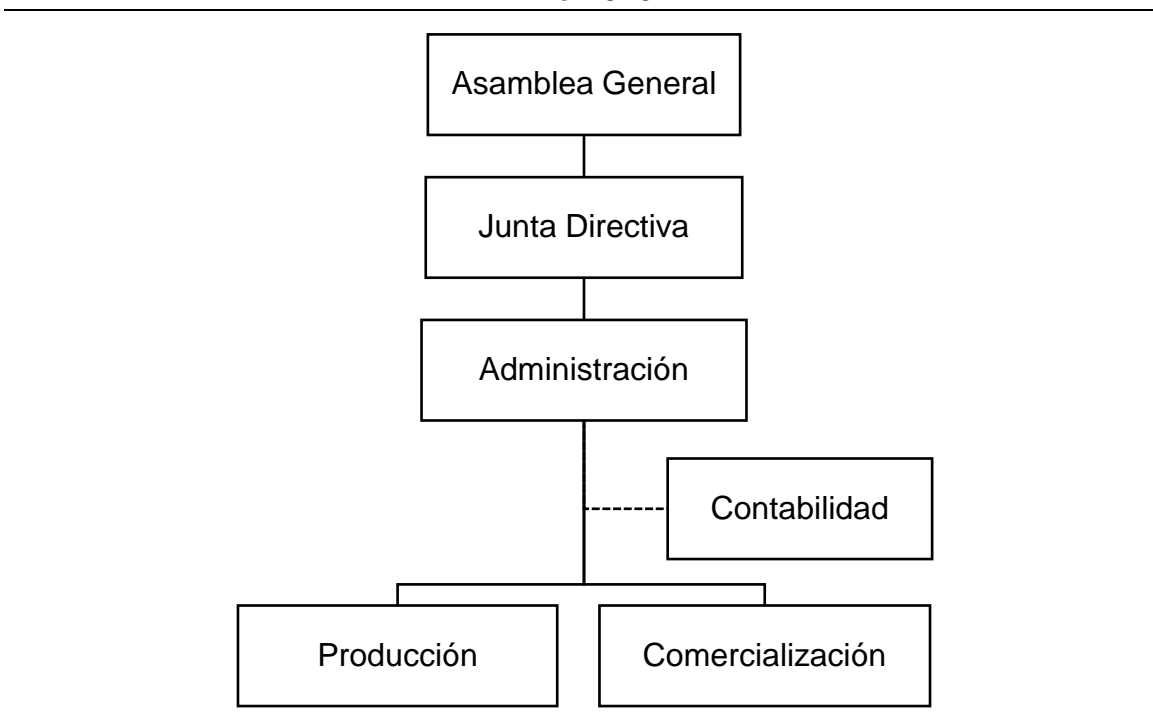 Asamblea General
Junta Directiva
Administración
Contabilidad
Producción
Comercialización